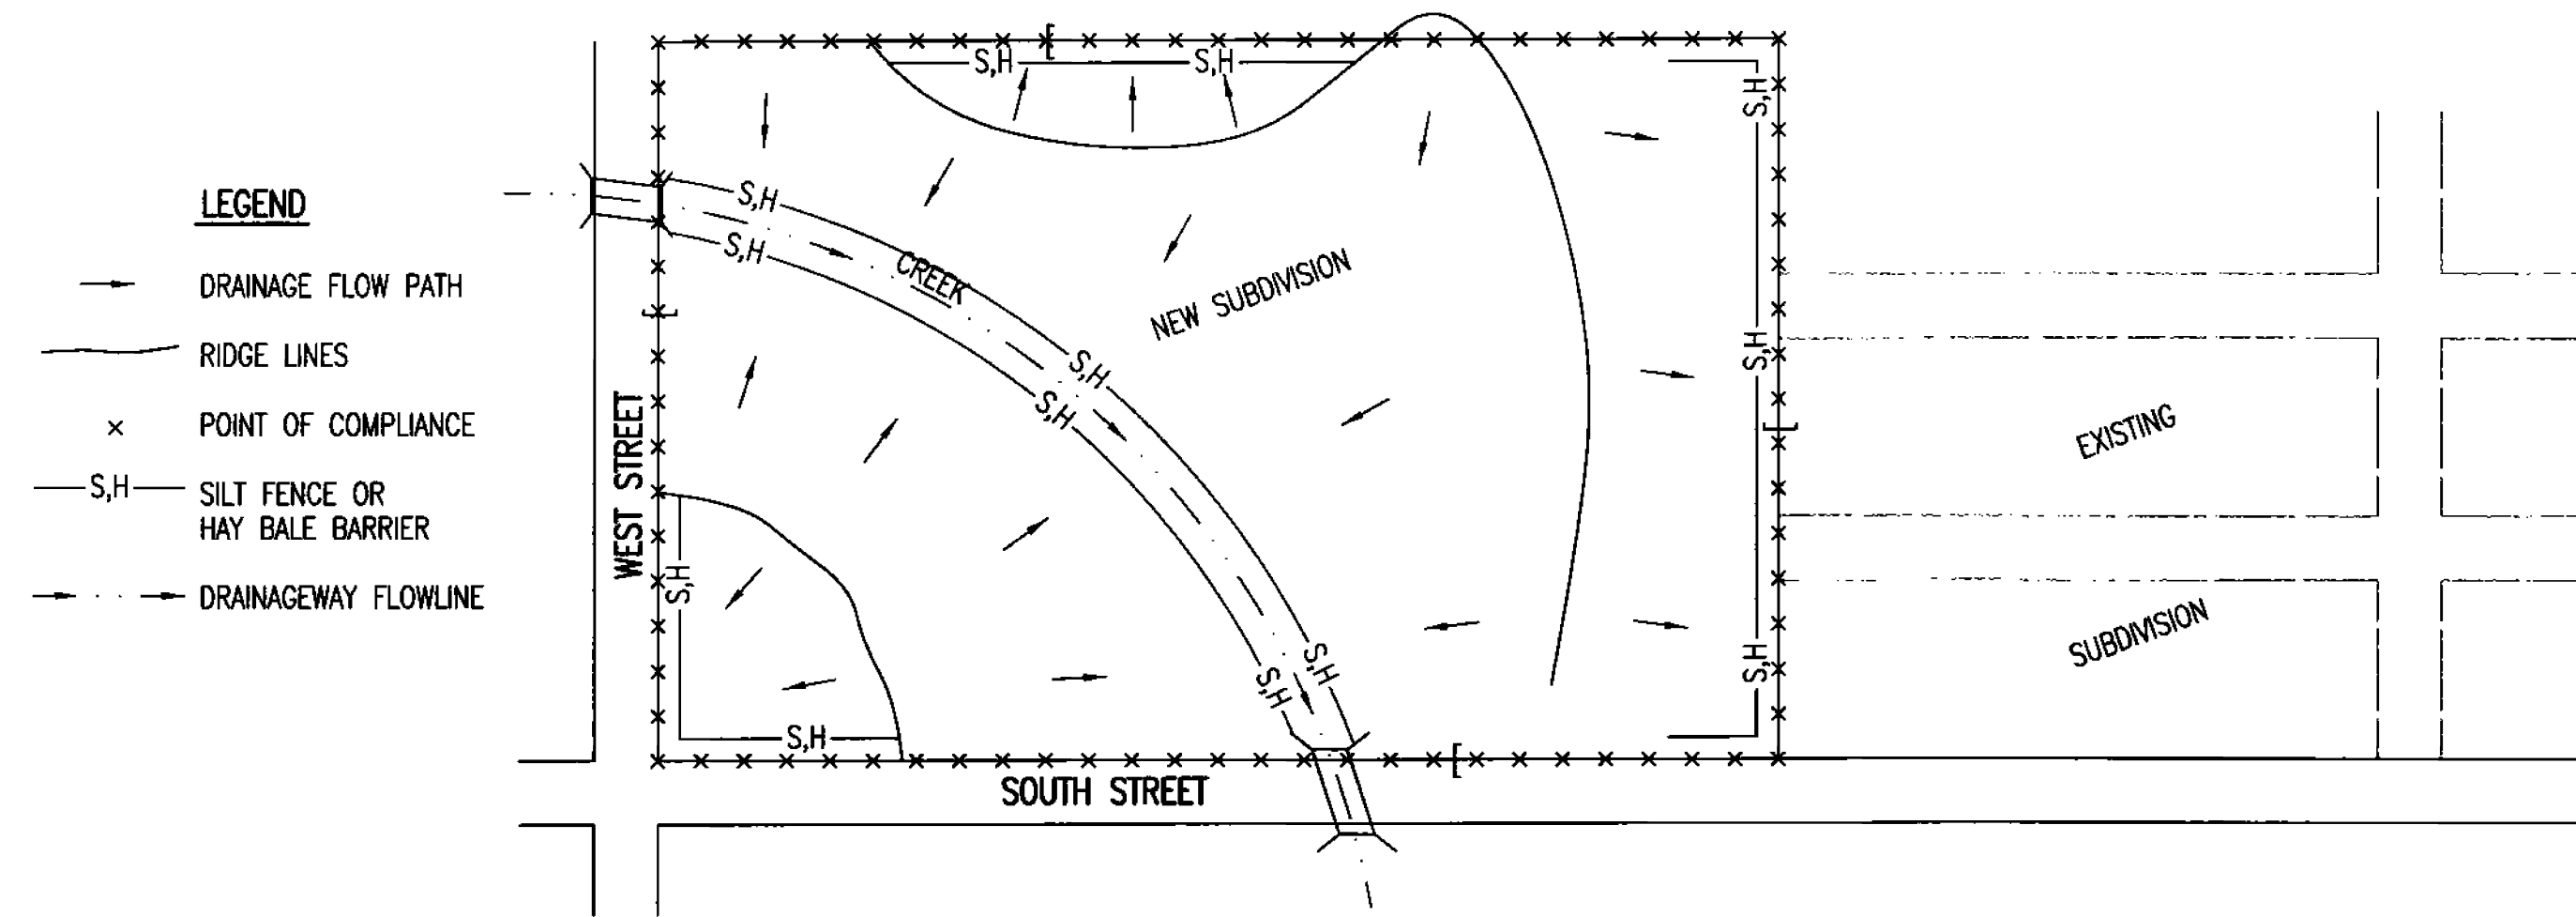 LEGEND
DRAINAGE FLOW PATH
RIDGE LINES
× POINT OF COMPLIANCE
S,H SILT FENCE OR
HAY BALE BARRIER
DRAINAGEWAY FLOWLINE
S,H S,H
S,H
S,H
S,H
CREEK
NEW SUBDIVISION
S,H
S,H
S,H
S,H
WEST STREET
S,H
S,H
S,H
S,H
S,H
SOUTH STREET
EXISTING
SUBDIVISION